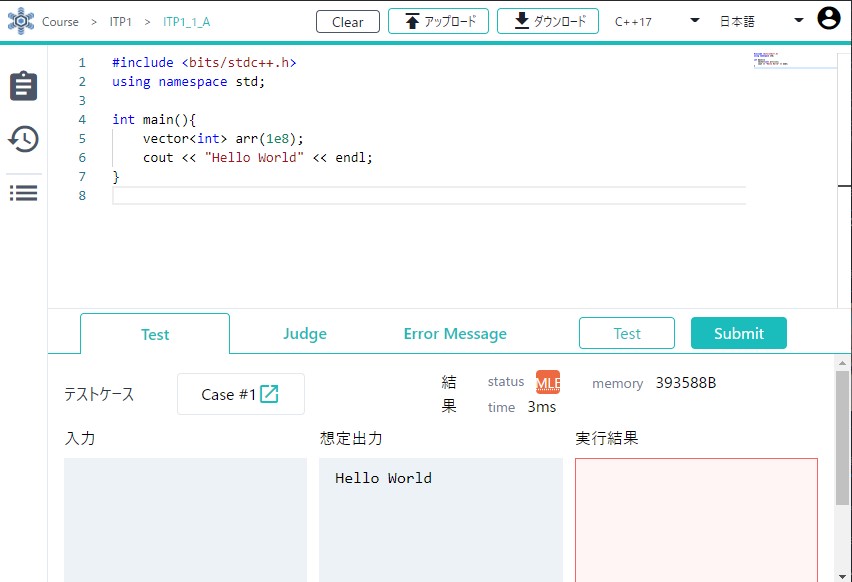 Course > ITP1 > ITP1_1_A Clear アップロード ダウンロード C++17 日本語
1 #include <bits/stdc++.h>
2 using namespace std;
3
4 int main(){
5 vector<int> arr(1e8);
6 cout << "Hello World" << endl;
7 }
8
Test Judge Error Message Test Submit
テストケース Case #1 結果 status MLE memory 393588B
time 3ms
入力 想定出力 実行結果
Hello World